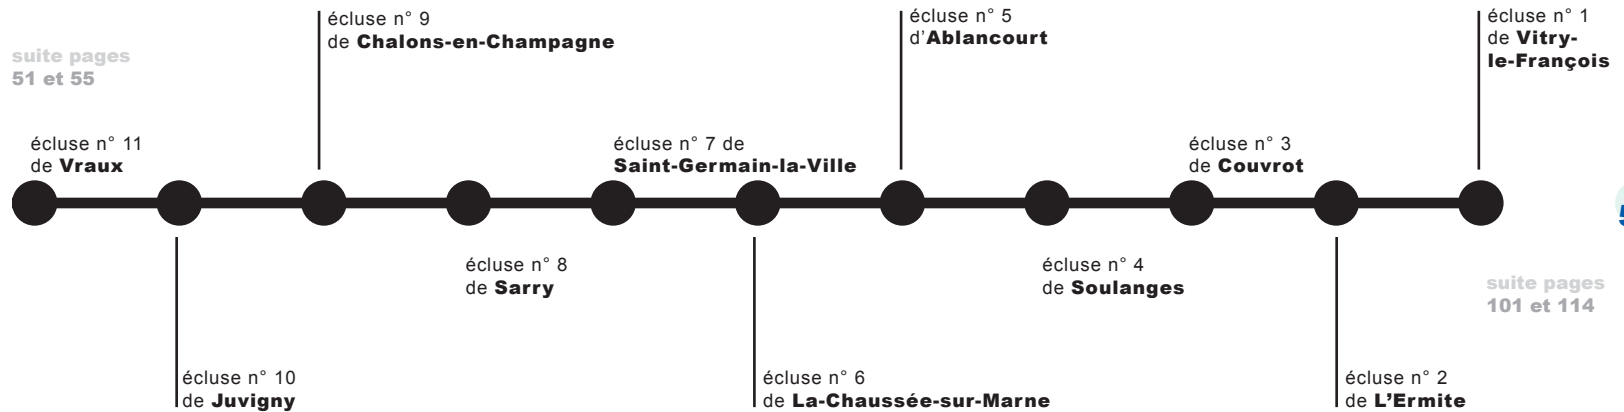 écluse n° 9
de Chalons-en-Champagne
écluse n° 5
d'Ablancourt
écluse n° 1
de Vitry-
le-François
suite pages
51 et 55
écluse n° 11
de Vraux
écluse n° 7 de
Saint-Germain-la-Ville
écluse n° 3
de Couvrot
écluse n° 8
de Sarry
écluse n° 4
de Soulanges
suite pages
101 et 114
écluse n° 10
de Juvigny
écluse n° 6
de La-Chaussée-sur-Marne
écluse n° 2
de L'Ermite